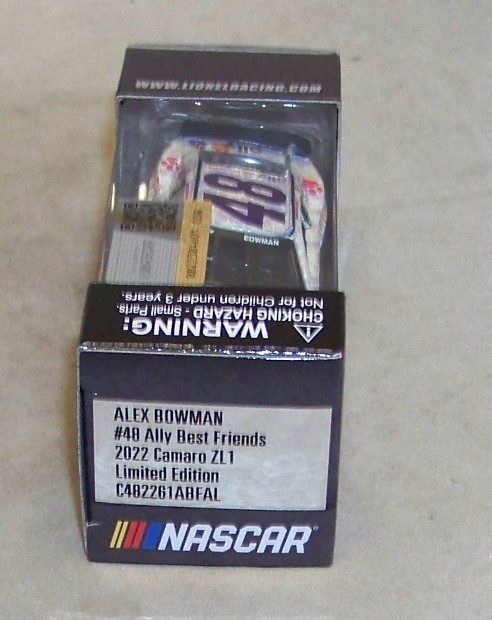 WWW.LIONELRACING.COM
48
BOWMAN
WARNING:
CHOKING HAZARD - Small Parts.
Not for Children under 3 years.
ALEX BOWMAN
#48 Ally Best Friends
2022 Camaro ZL1
Limited Edition
C482261ABFAL
NASCAR